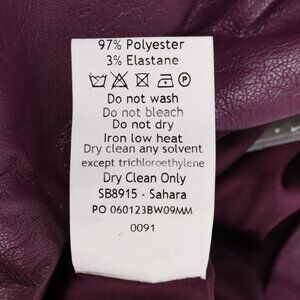 97% Polyester
3% Elastane
Do not wash
Do not bleach
Do not dry
Iron low heat
Dry clean any solvent
except trichloroethylene
Dry Clean Only
SB8915 - Sahara
PO 060123BW09MM
0091